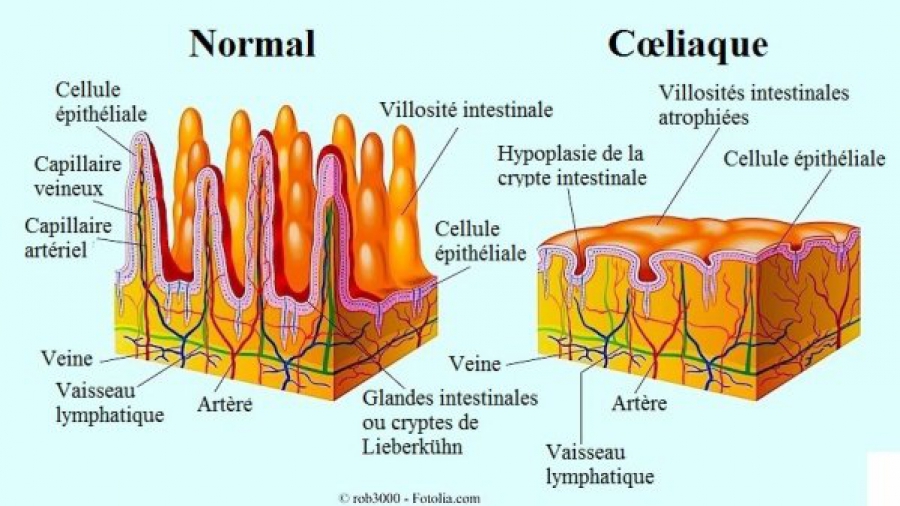 Normal
Cellule
épithéliale
Capillaire
veineux
Capillaire
artériel
Villosité intestinale
Cellule
épithéliale
Veine
Vaisseau
lymphatique
Artère
Glandes intestinales
ou cryptes de
Lieberkühn
Cœliaque
Villosités intestinales
atrophiées
Hypoplasie de la
crypte intestinale
Cellule épithéliale
Veine
Artère
Vaisseau
lymphatique
© rob3000 - Fotolia.com